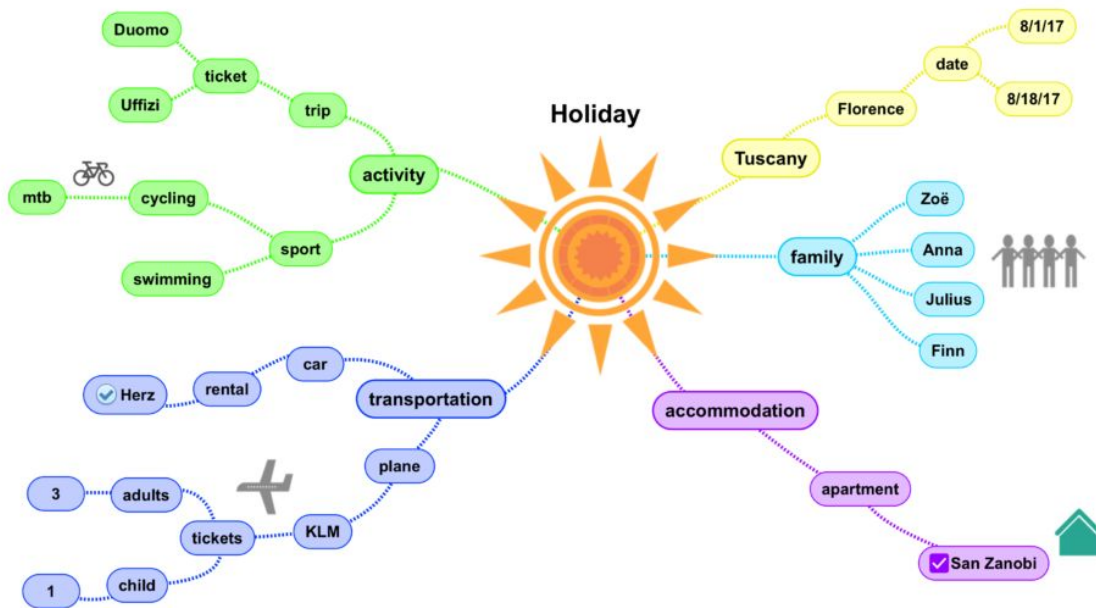 Holiday
Duomo
ticket
Uffizi
trip
activity
mtb
cycling
sport
swimming
8/1/17
date
8/18/17
Florence
Tuscany
Zoë
family
Anna
Julius
Finn
car
rental
Herz
transportation
plane
3
adults
tickets
KLM
1
child
accommodation
apartment
San Zanobi